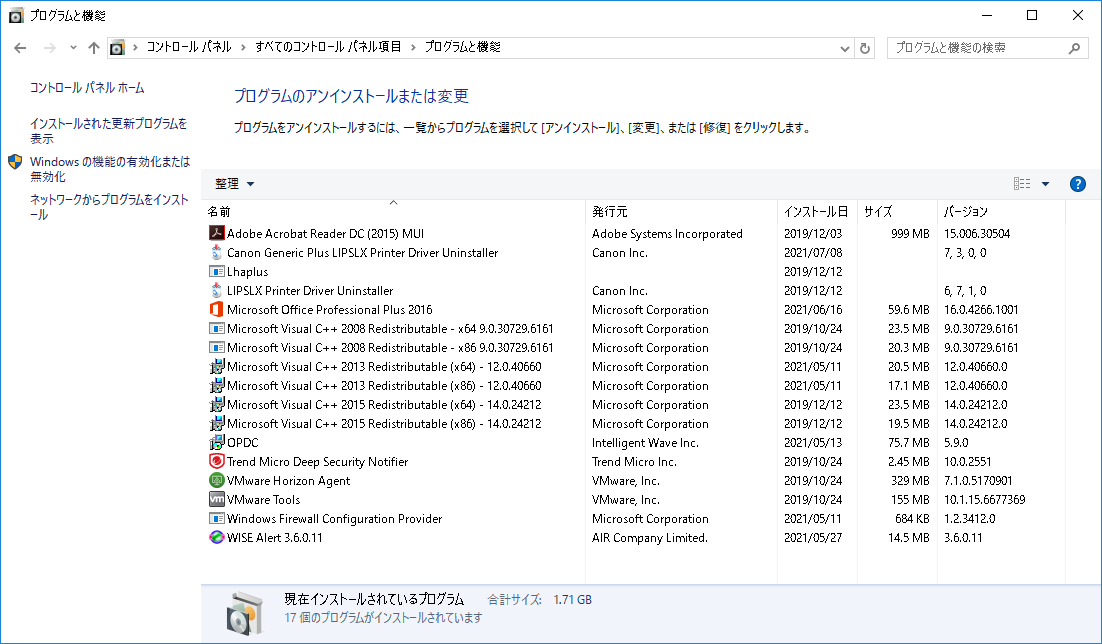 プログラムと機能
コントロール パネル › すべてのコントロール パネル項目 › プログラムと機能
プログラムと機能の検索
コントロール パネル ホーム
インストールされた更新プログラムを
表示
Windows の機能の有効化または
無効化
ネットワークからプログラムをインスト
ール
プログラムのアンインストールまたは変更
プログラムをアンインストールするには、一覧からプログラムを選択して [アンインストール]、[変更]、または [修復] をクリックします。
整理
名前 発行元 インストール日 サイズ バージョン
Adobe Acrobat Reader DC (2015) MUI Adobe Systems Incorporated 2019/12/03 999 MB 15.006.30504
Canon Generic Plus LIPSLX Printer Driver Uninstaller Canon Inc. 2021/07/08 7, 3, 0, 0
Lhaplus 2019/12/12
LIPSLX Printer Driver Uninstaller Canon Inc. 2019/12/12 6, 7, 1, 0
Microsoft Office Professional Plus 2016 Microsoft Corporation 2021/06/16 59.6 MB 16.0.4266.1001
Microsoft Visual C++ 2008 Redistributable - x64 9.0.30729.6161 Microsoft Corporation 2019/10/24 23.5 MB 9.0.30729.6161
Microsoft Visual C++ 2008 Redistributable - x86 9.0.30729.6161 Microsoft Corporation 2019/10/24 20.3 MB 9.0.30729.6161
Microsoft Visual C++ 2013 Redistributable (x64) - 12.0.40660 Microsoft Corporation 2021/05/11 20.5 MB 12.0.40660.0
Microsoft Visual C++ 2013 Redistributable (x86) - 12.0.40660 Microsoft Corporation 2021/05/11 17.1 MB 12.0.40660.0
Microsoft Visual C++ 2015 Redistributable (x64) - 14.0.24212 Microsoft Corporation 2019/12/12 23.5 MB 14.0.24212.0
Microsoft Visual C++ 2015 Redistributable (x86) - 14.0.24212 Microsoft Corporation 2019/12/12 19.5 MB 14.0.24212.0
OPDC Intelligent Wave Inc. 2021/05/13 75.7 MB 5.9.0
Trend Micro Deep Security Notifier Trend Micro Inc. 2019/10/24 2.45 MB 10.0.2551
VMware Horizon Agent VMware, Inc. 2019/10/24 329 MB 7.1.0.5170901
vm VMware Tools VMware, Inc. 2019/10/24 155 MB 10.1.15.6677369
Windows Firewall Configuration Provider Microsoft Corporation 2021/05/11 684 KB 1.2.3412.0
WISE Alert 3.6.0.11 AIR Company Limited. 2021/05/27 14.5 MB 3.6.0.11
現在インストールされているプログラム 合計サイズ: 1.71 GB
17 個のプログラムがインストールされています